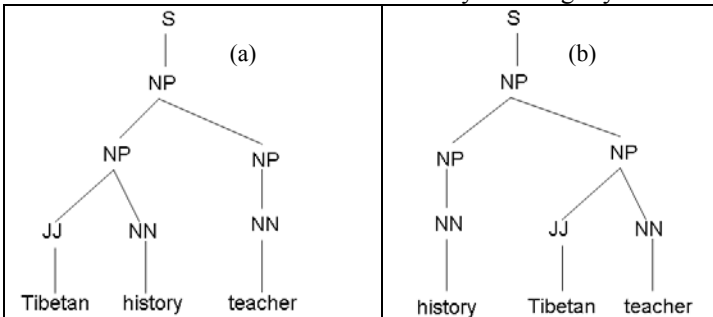 S S
(a) (b)
NP NP
NP NP NP NP
JJ NN NN NN JJ NN
Tibetan history teacher history Tibetan teacher